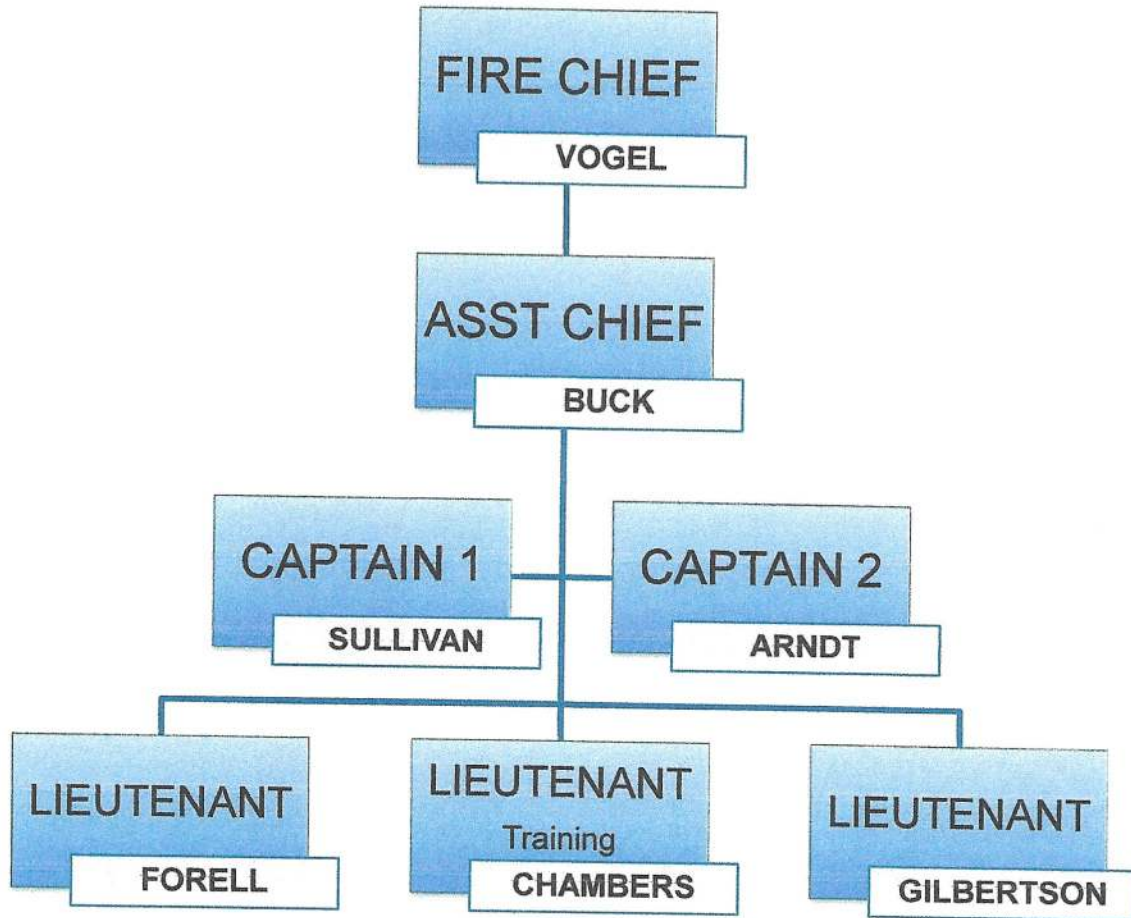 FIRE CHIEF
VOGEL
ASST CHIEF
BUCK
CAPTAIN 1
SULLIVAN
CAPTAIN 2
ARNDT
LIEUTENANT
FORELL
LIEUTENANT
Training
CHAMBERS
LIEUTENANT
GILBERTSON